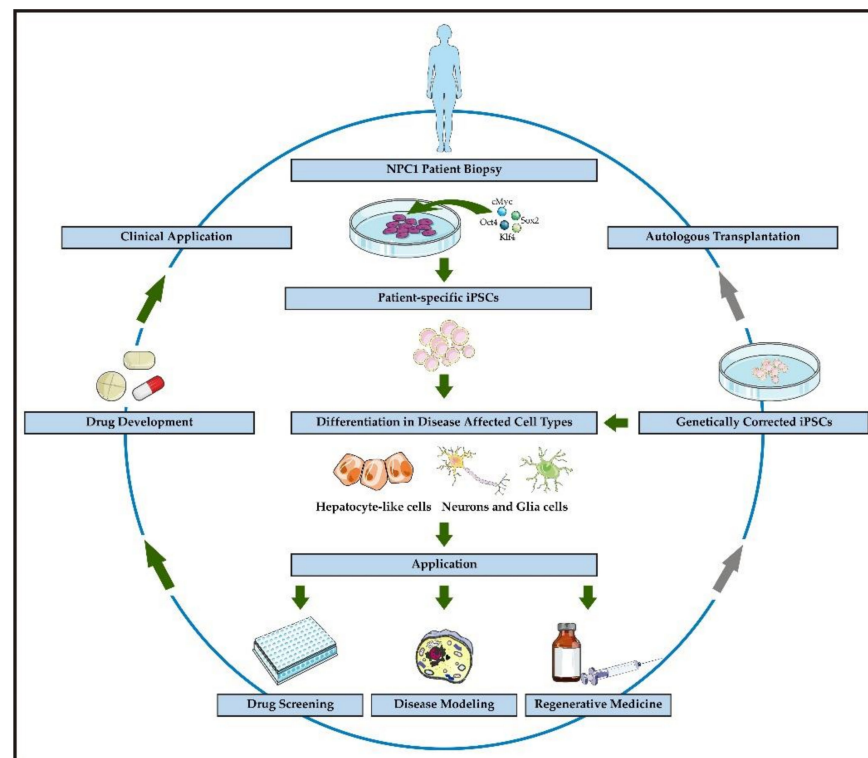 NPC1 Patient Biopsy
cMyc
Oct4
Sox2
Klf4
Clinical Application
Autologous Transplantation
Patient-specific iPSCs
Drug Development
Differentiation in Disease Affected Cell Types
Genetically Corrected iPSCs
Hepatocyte-like cells
Neurons and Glia cells
Application
Drug Screening
Disease Modeling
Regenerative Medicine